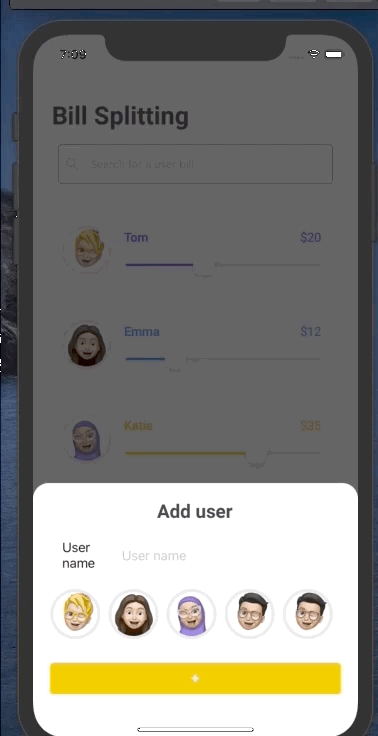 7:09
Bill Splitting
Search for a user bill
Tom
$20
Emma
$12
Katie
$35
Add user
User
name
User name
+